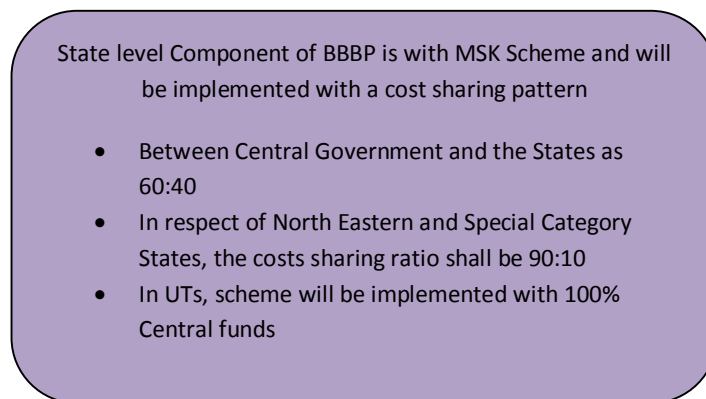 State level Component of BBBP is with MSK Scheme and will
be implemented with a cost sharing pattern
• Between Central Government and the States as
60:40
• In respect of North Eastern and Special Category
States, the costs sharing ratio shall be 90:10
• In UTs, scheme will be implemented with 100%
Central funds